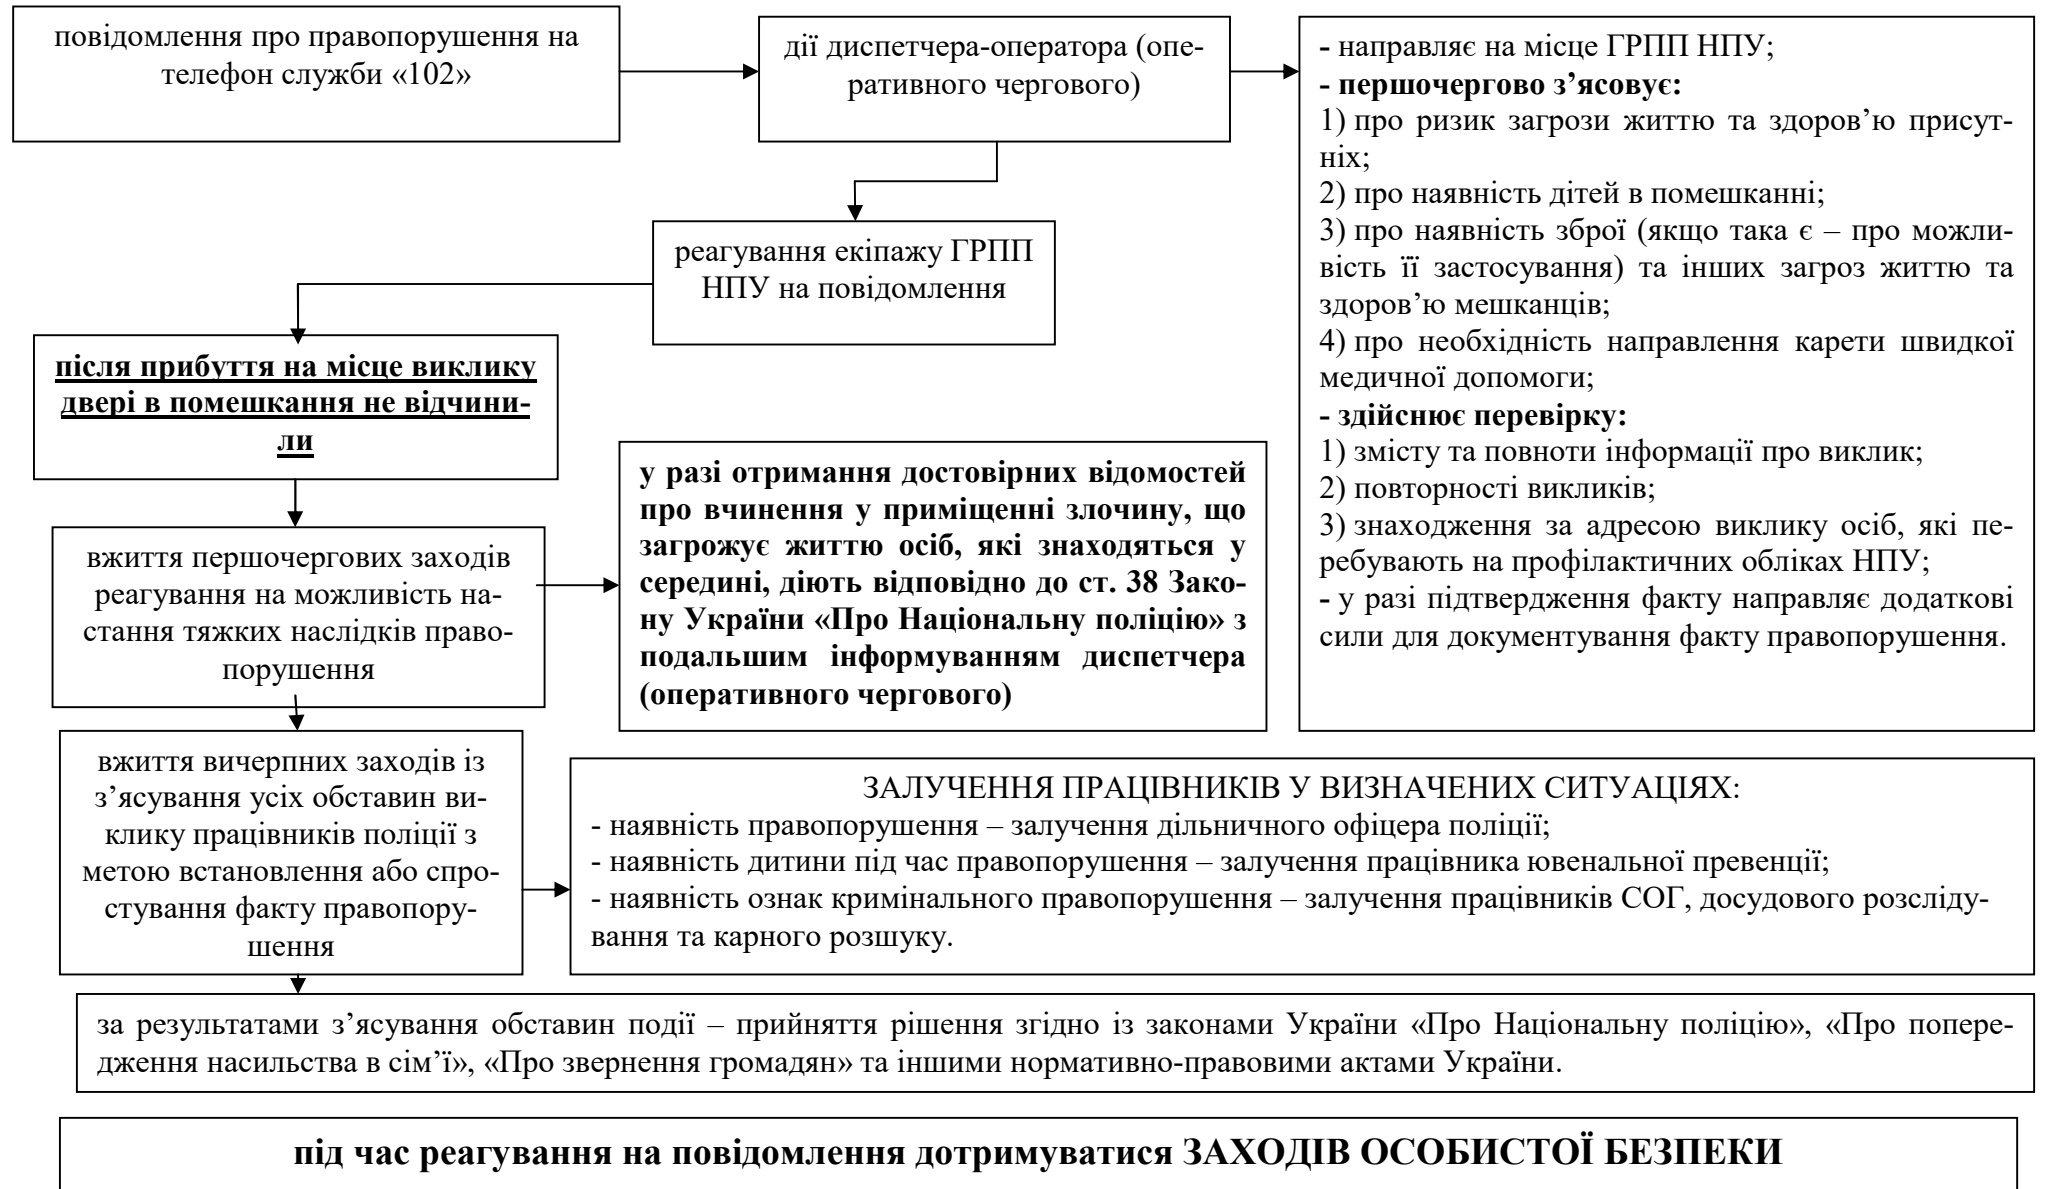 повідомлення про правопорушення на
телефон служби «102»
дії диспетчера-оператора (опе-
ративного чергового)
- направляє на місце ГРПП НПУ;
- першочергово з’ясовує:
1) про ризик загрози життю та здоров’ю присут-
ніх;
2) про наявність дітей в помешканні;
3) про наявність зброї (якщо така є – про можли-
вість її застосування) та інших загроз життю та
здоров’ю мешканців;
4) про необхідність направлення карети швидкої
медичної допомоги;
- здійснює перевірку:
1) змісту та повноти інформації про виклик;
2) повторності викликів;
3) знаходження за адресою виклику осіб, які пе-
ребувають на профілактичних обліках НПУ;
- у разі підтвердження факту направляє додаткові
сили для документування факту правопорушення.
реагування екіпажу ГРПП
НПУ на повідомлення
після прибуття на місце виклику
двері в помешкання не відчини-
ли
вжиття першочергових заходів
реагування на можливість на-
стання тяжких наслідків право-
порушення
у разі отримання достовірних відомостей
про вчинення у приміщенні злочину, що
загрожує життю осіб, які знаходяться у
середині, діють відповідно до ст. 38 Зако-
ну України «Про Національну поліцію» з
подальшим інформуванням диспетчера
(оперативного чергового)
вжиття вичерпних заходів із
з’ясування усіх обставин ви-
клику працівників поліції з
метою встановлення або спро-
стування факту правопору-
шення
ЗАЛУЧЕННЯ ПРАЦІВНИКІВ У ВИЗНАЧЕНИХ СИТУАЦІЯХ:
- наявність правопорушення – залучення дільничного офіцера поліції;
- наявність дитини під час правопорушення – залучення працівника ювенальної превенції;
- наявність ознак кримінального правопорушення – залучення працівників СОГ, досудового розсліду-
вання та карного розшуку.
за результатами з’ясування обставин події – прийняття рішення згідно із законами України «Про Національну поліцію», «Про попере-
дження насильства в сім’ї», «Про звернення громадян» та іншими нормативно-правовими актами України.
під час реагування на повідомлення дотримуватися ЗАХОДІВ ОСОБИСТОЇ БЕЗПЕКИ